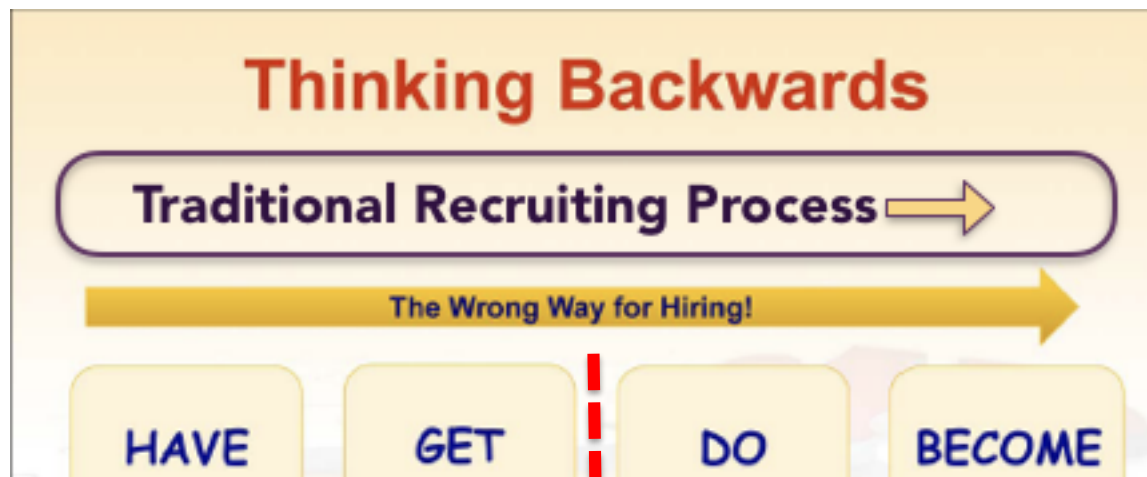 Thinking Backwards
Traditional Recruiting Process
The Wrong Way for Hiring!
HAVE GET DO BECOME